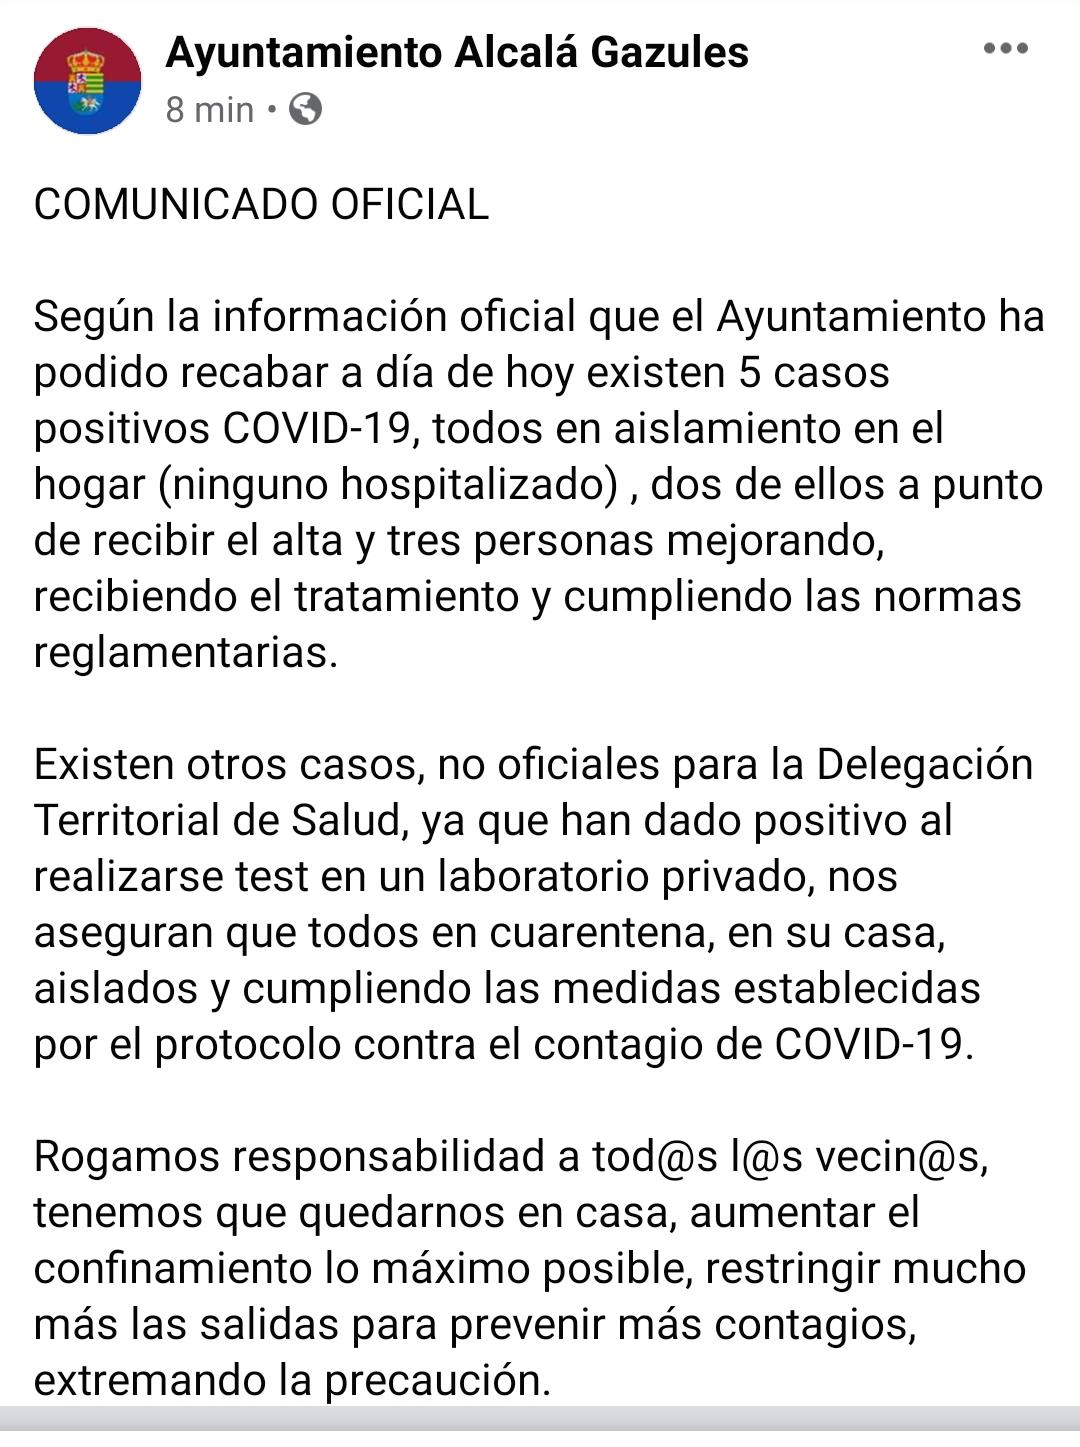 Ayuntamiento Alcalá Gazules
8 min •
COMUNICADO OFICIAL
Según la información oficial que el Ayuntamiento ha
podido recabar a día de hoy existen 5 casos
positivos COVID-19, todos en aislamiento en el
hogar (ninguno hospitalizado) , dos de ellos a punto
de recibir el alta y tres personas mejorando,
recibiendo el tratamiento y cumpliendo las normas
reglamentarias.
Existen otros casos, no oficiales para la Delegación
Territorial de Salud, ya que han dado positivo al
realizarse test en un laboratorio privado, nos
aseguran que todos en cuarentena, en su casa,
aislados y cumpliendo las medidas establecidas
por el protocolo contra el contagio de COVID-19.
Rogamos responsabilidad a tod@s l@s vecin@s,
tenemos que quedarnos en casa, aumentar el
confinamiento lo máximo posible, restringir mucho
más las salidas para prevenir más contagios,
extremando la precaución.